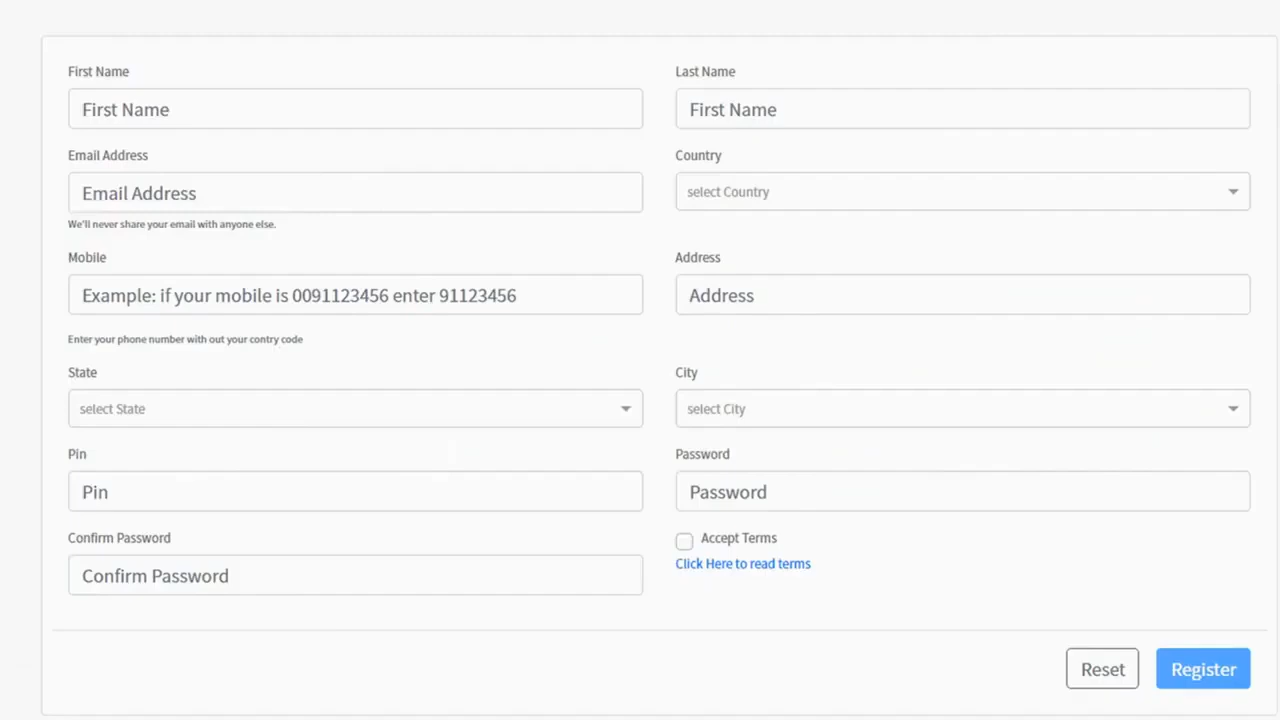 First Name
Last Name
First Name
First Name
Email Address
Country
Email Address
select Country
We'll never share your email with anyone else.
Mobile
Address
Example: if your mobile is 0091123456 enter 91123456
Address
Enter your phone number with out your contry code
State
City
select State
select City
Pin
Password
Pin
Password
Confirm Password
Accept Terms
Confirm Password
Click Here to read terms
Reset
Register